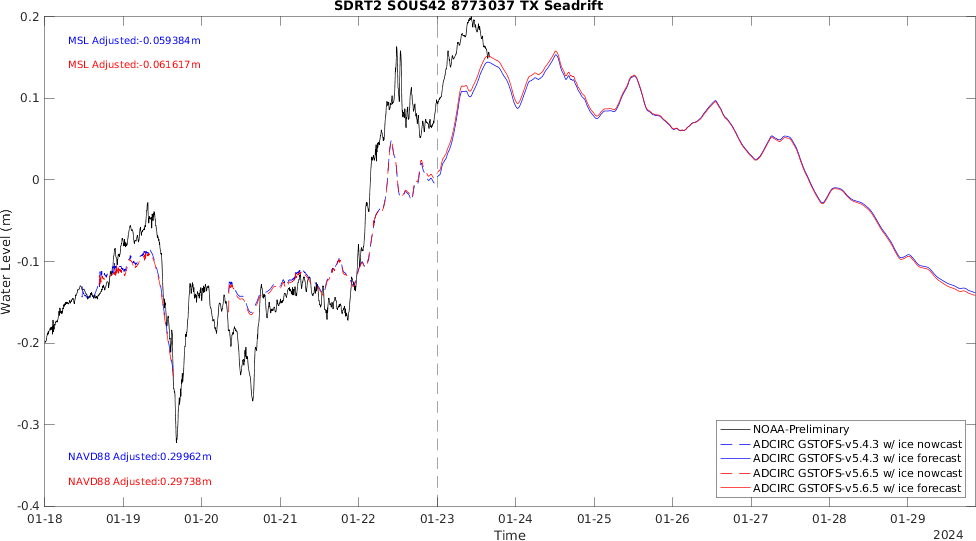 SDRT2 SOUS42 8773037 TX Seadrift
MSL Adjusted:-0.059384m
MSL Adjusted:-0.061617m
0.2
0.1
0
-0.1
-0.2
-0.3
-0.4
Water Level (m)
NAVD88 Adjusted:0.29962m
NAVD88 Adjusted:0.29738m
NOAA-Preliminary
ADCIRC GSTOFS-v5.4.3 w/ ice nowcast
ADCIRC GSTOFS-v5.4.3 w/ ice forecast
ADCIRC GSTOFS-v5.6.5 w/ ice nowcast
ADCIRC GSTOFS-v5.6.5 w/ ice forecast
01-18 01-19 01-20 01-21 01-22 01-23 01-24 01-25 01-26 01-27 01-28 01-29
Time
2024